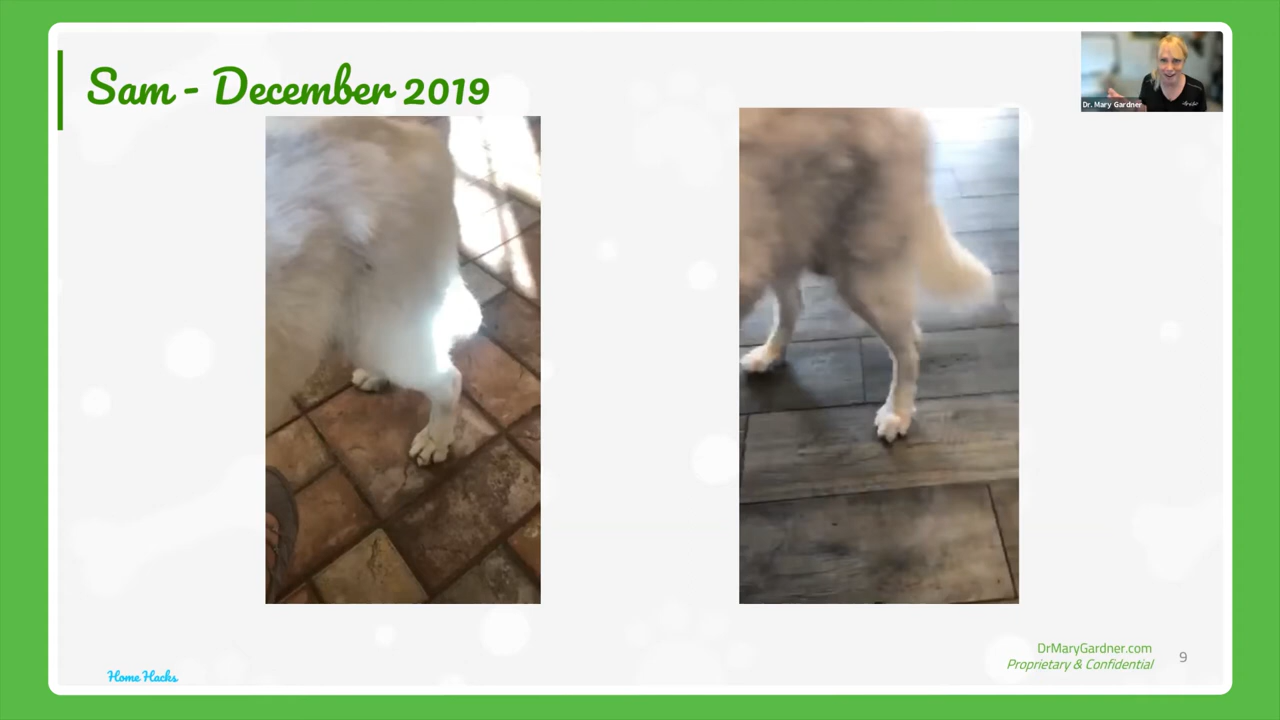 Sam - December 2019
Dr. Mary Gardner
DrMaryGardner.com
Proprietary & Confidential
9
Home Hacks